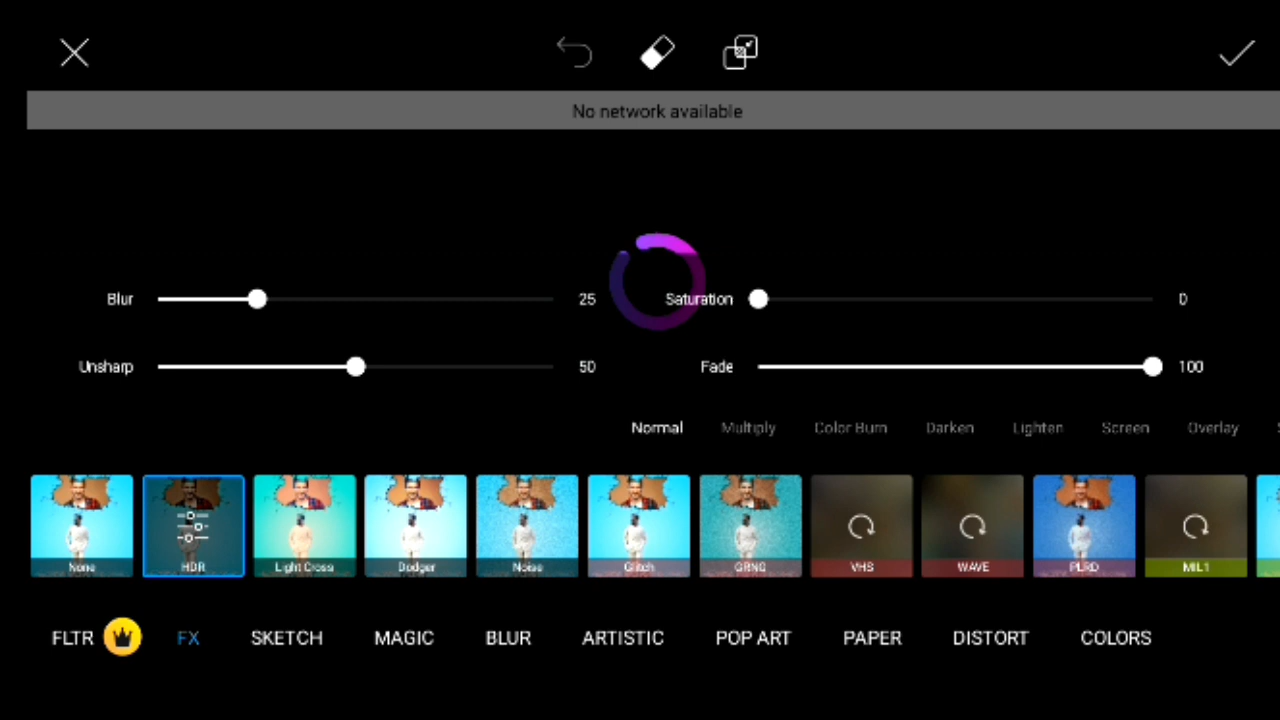 No network available
Blur 25 Saturation 0
Unsharp 50 Fade 100
Normal Multiply Color Burn Darken Lighten Screen Overlay
None HDR Light Cross Dodger Noise Glitch GRNG VHS WAVE PLRD MIL1
FLTR FX SKETCH MAGIC BLUR ARTISTIC POP ART PAPER DISTORT COLORS